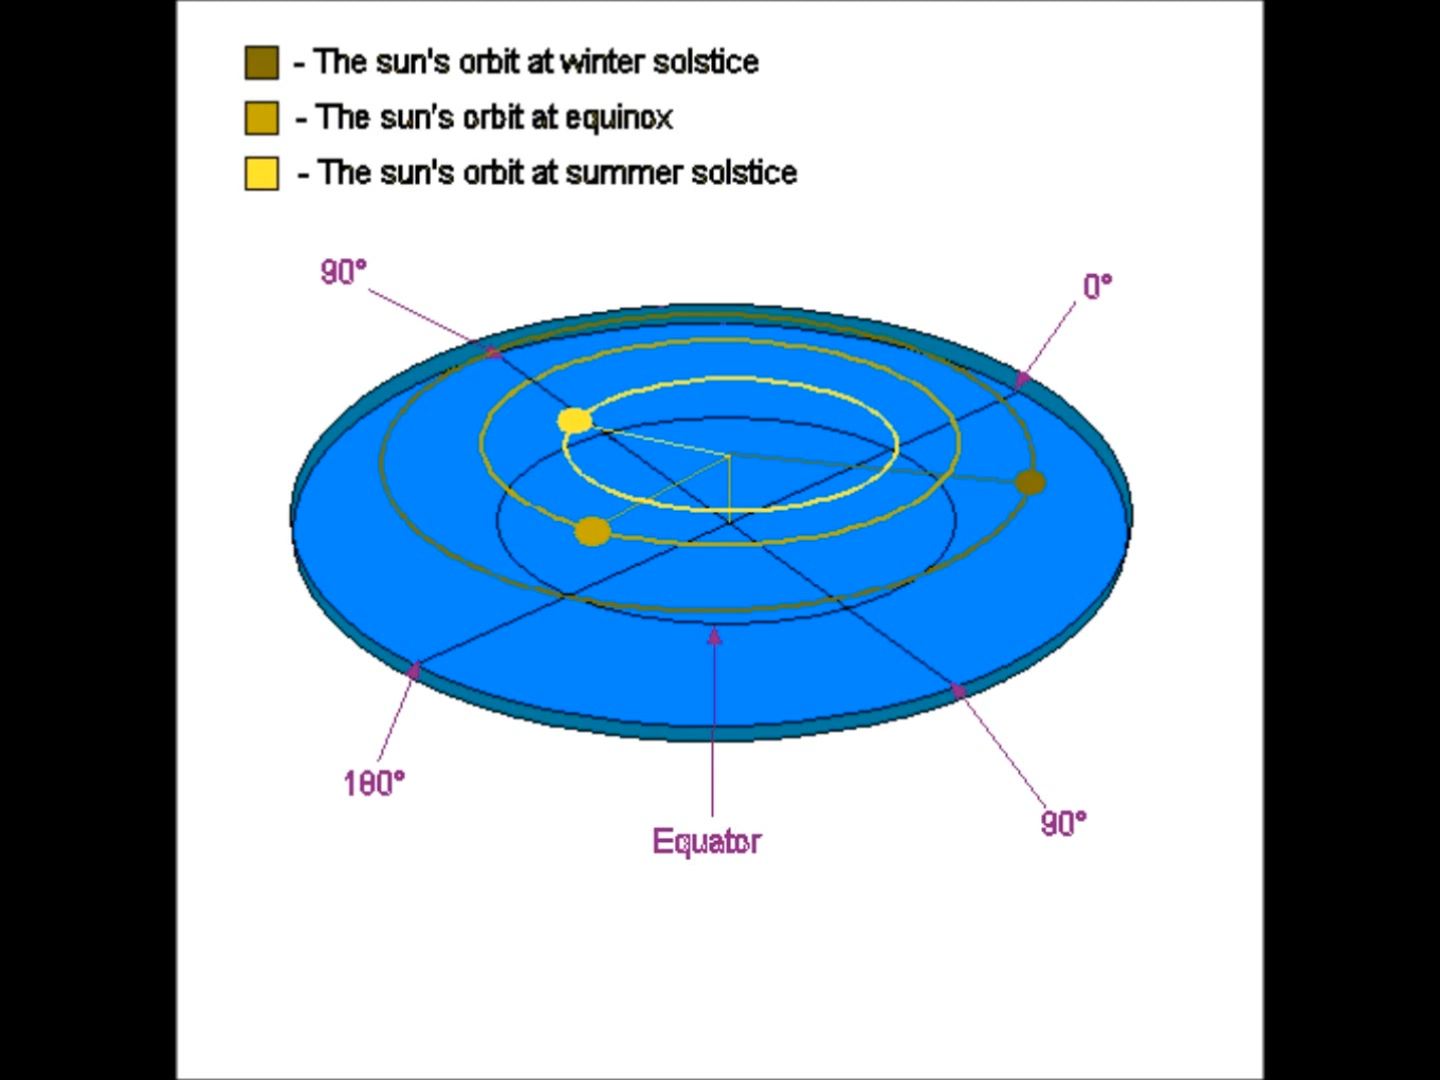 - The sun's orbit at winter solstice
- The sun's orbit at equinox
- The sun's orbit at summer solstice
90°
0°
180°
90°
Equator